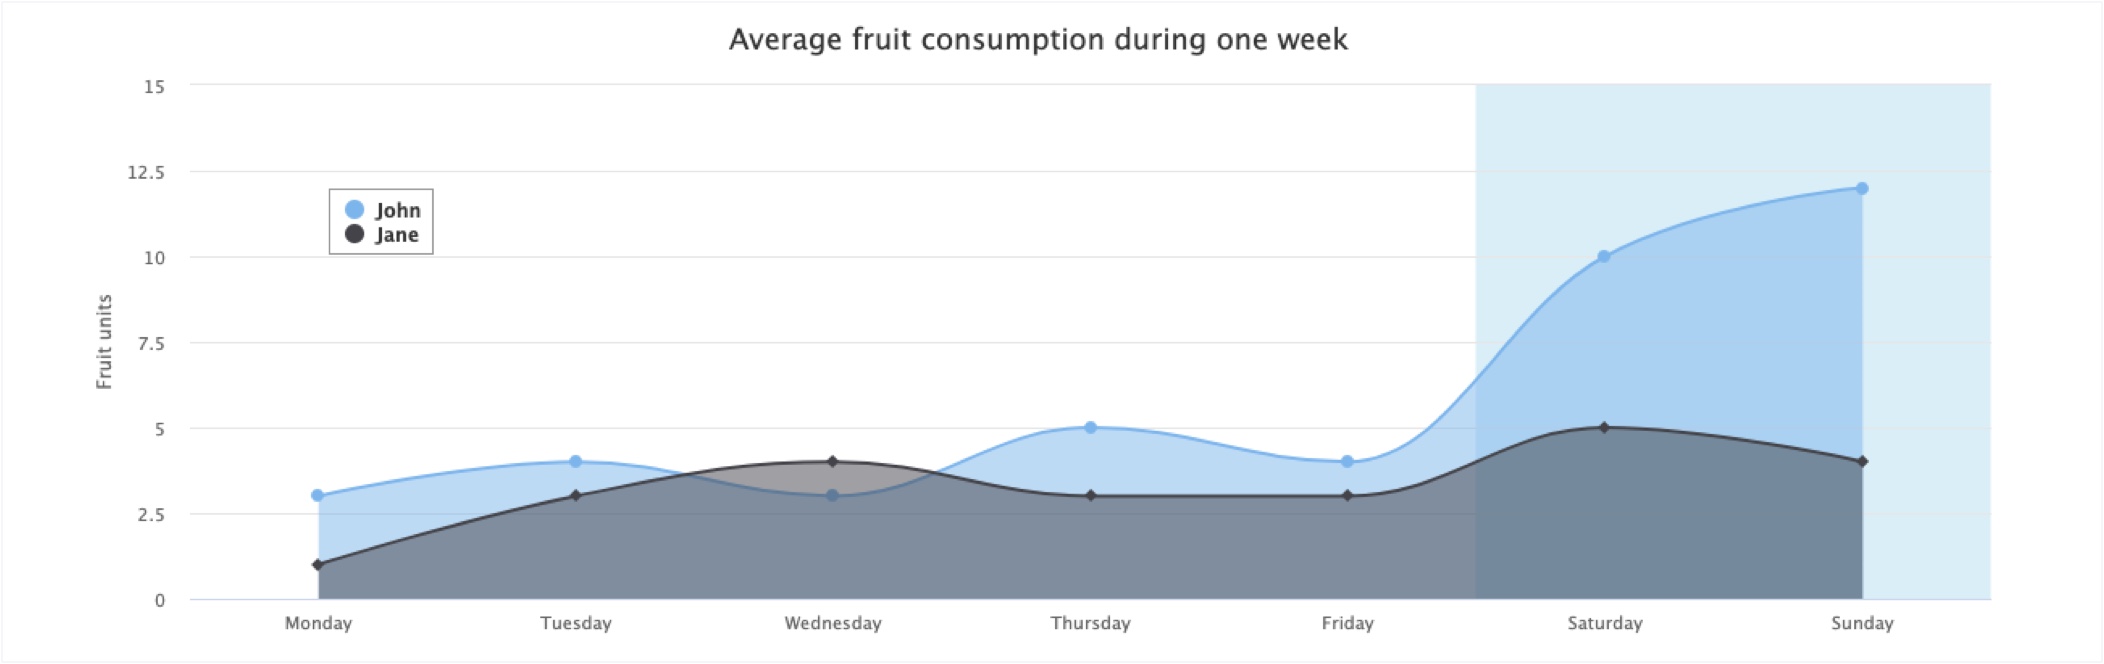 Average fruit consumption during one week
15
12.5
10
7.5
5
2.5
0
Fruit units
John
Jane
Monday Tuesday Wednesday Thursday Friday Saturday Sunday